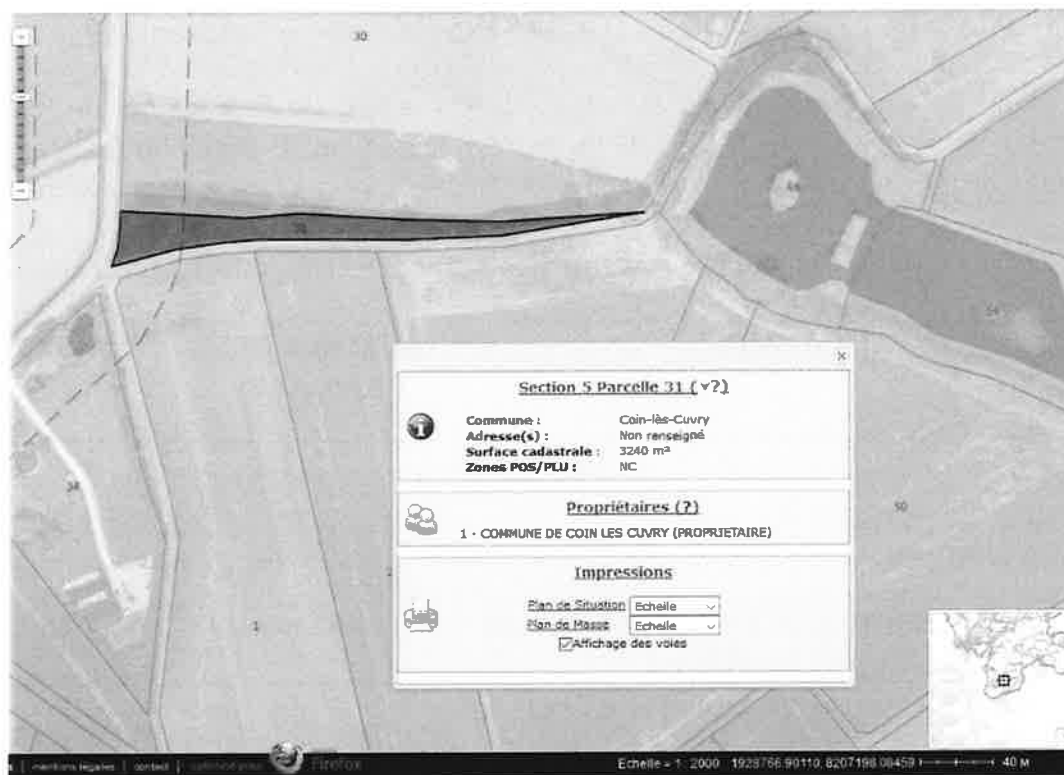 30
34
1
50
54
×
Section 5 Parcelle 31 ( ?)
Commune : Coin-lès-Cuvry
Adresse(s) : Non renseigné
Surface cadastrale : 3240 m²
Zones POS/PLU : NC
Propriétaires (?)
1 - COMMUNE DE COIN LES CUVRY (PROPRIETAIRE)
Impressions
Plan de Situation Echelle
Plan de Masse Echelle
Affichage des voies
mentions légales | contact |
Firefox
Echelle = 1 : 2000 1928766.90110, 8207198.08459 40 M